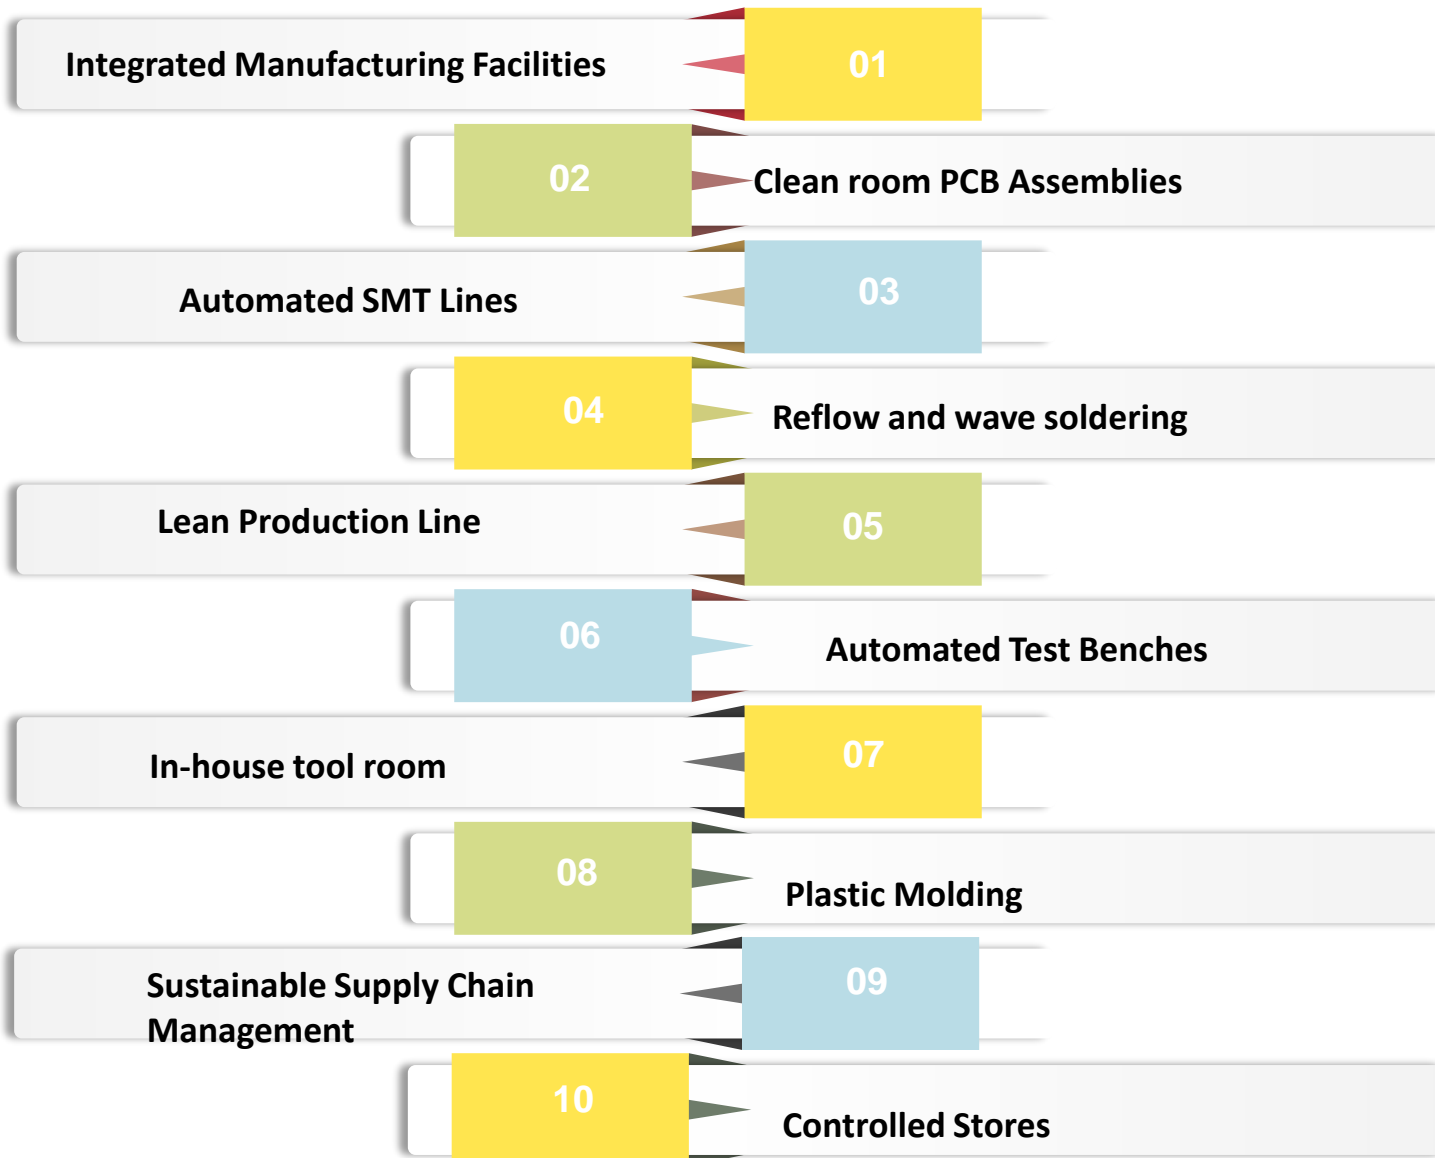 Integrated Manufacturing Facilities
01
02
Clean room PCB Assemblies
Automated SMT Lines
03
04
Reflow and wave soldering
Lean Production Line
05
06
Automated Test Benches
In-house tool room
07
08
Plastic Molding
Sustainable Supply Chain
Management
09
10
Controlled Stores